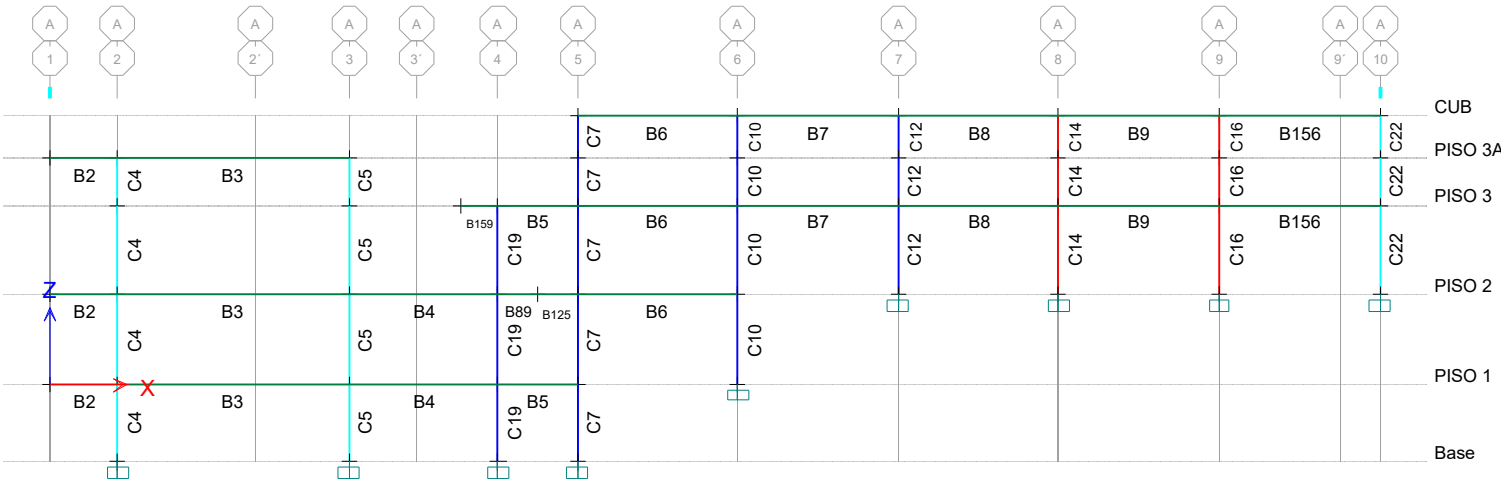 A A A A A A A A A A A A A
1 2 2´ 3 3´ 4 5 6 7 8 9 9´ 10
CUB
C7 B6 C10 B7 C12 B8 C14 B9 C16 B156 C22
PISO 3A
B2 C4 B3 C5 C7 C10 C12 C14 C16 C22
PISO 3
B159 B5 B6 B7 B8 B9 B156
C4 C5 C19 C7 C10 C12 C14 C16 C22
Z
PISO 2
B2 B3 B4 B89 B125 B6
C4 C5 C19 C7 C10
PISO 1
X
B2 B3 B4 B5
C4 C5 C19 C7
Base